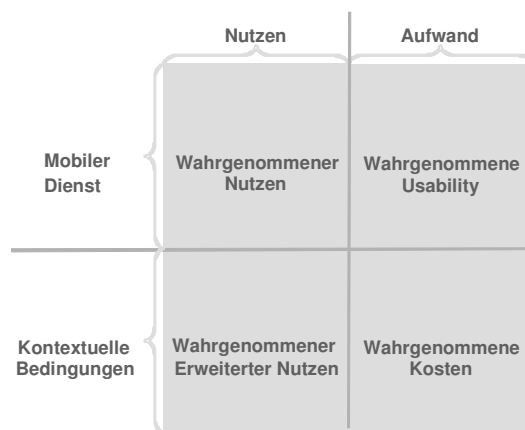 Nutzen
Aufwand
Mobiler
Dienst
Wahrgenommener
Nutzen
Wahrgenommene
Usability
Kontextuelle
Bedingungen
Wahrgenommener
Erweiterter Nutzen
Wahrgenommene
Kosten